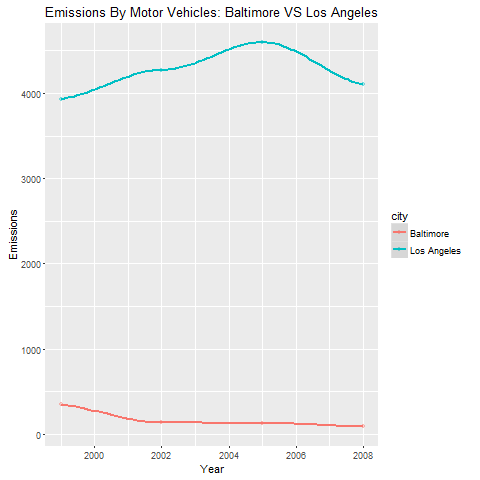 Emissions By Motor Vehicles: Baltimore VS Los Angeles
4000
3000
2000
1000
0
Emissions
2000 2002 2004 2006 2008
Year
city
Baltimore
Los Angeles